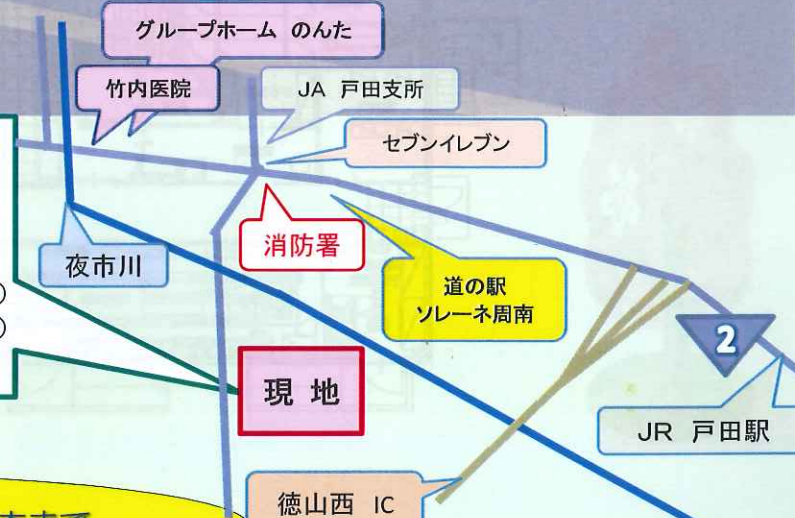 グループホーム のんた
竹内医院
JA 戸田支所
セブンイレブン
消防署
夜市川
道の駅
ソレーネ周南
2
現 地
JR 戸田駅
徳山西 IC